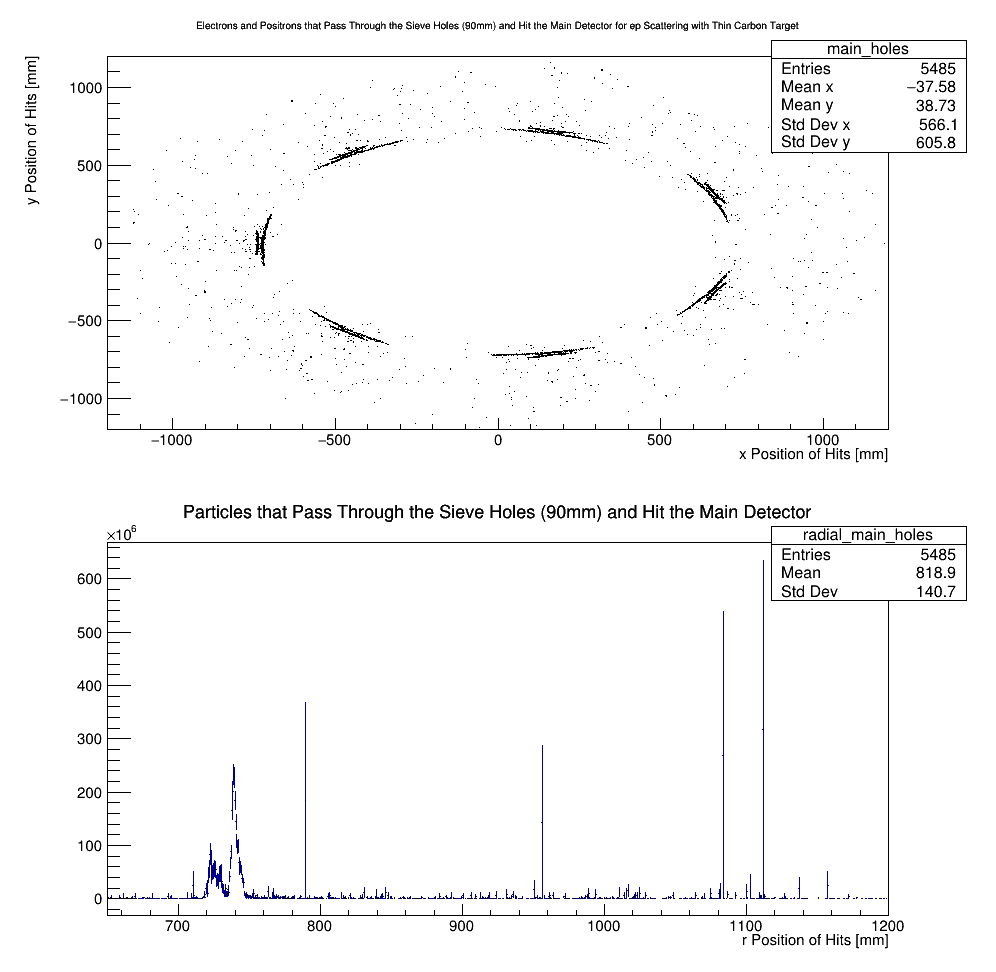 Electrons and Positrons that Pass Through the Sieve Holes (90mm) and Hit the Main Detector for ep Scattering with Thin Carbon Target
main_holes
Entries 5485
Mean x −37.58
Mean y 38.73
Std Dev x 566.1
Std Dev y 605.8
y Position of Hits [mm]
1000
500
0
−500
−1000
−1000 −500 0 500 1000
x Position of Hits [mm]
Particles that Pass Through the Sieve Holes (90mm) and Hit the Main Detector
×10⁶
radial_main_holes
Entries 5485
Mean 818.9
Std Dev 140.7
600
500
400
300
200
100
0
700 800 900 1000 1100 1200
r Position of Hits [mm]